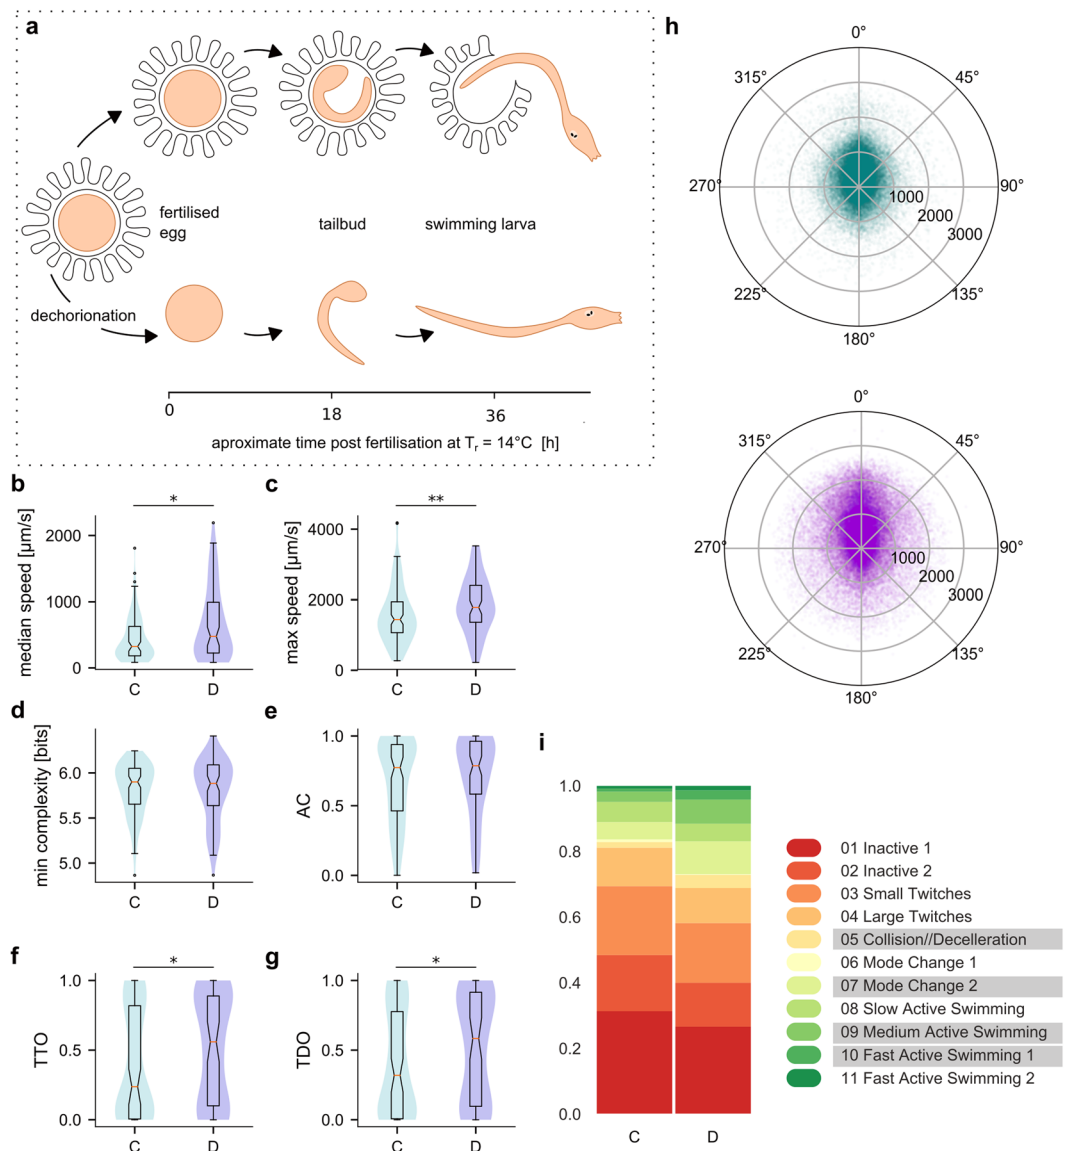 a
fertilised
egg
tailbud
swimming larva
dechorionation
0
18
36
aproximate time post fertilisation at Tr = 14°C [h]
h
0°
45°
90°
135°
180°
225°
270°
315°
1000
2000
3000
0°
45°
90°
135°
180°
225°
270°
315°
1000
2000
3000
b
*
median speed [µm/s]
2000
1000
0
C
D
c
**
max speed [µm/s]
4000
2000
0
C
D
d
min complexity [bits]
6.0
5.5
5.0
C
D
e
AC
1.0
0.5
0.0
C
D
f
*
TTO
1.0
0.5
0.0
C
D
g
*
TDO
1.0
0.5
0.0
C
D
i
1.0
0.8
0.6
0.4
0.2
0.0
C
D
01 Inactive 1
02 Inactive 2
03 Small Twitches
04 Large Twitches
05 Collision//Decelleration
06 Mode Change 1
07 Mode Change 2
08 Slow Active Swimming
09 Medium Active Swimming
10 Fast Active Swimming 1
11 Fast Active Swimming 2